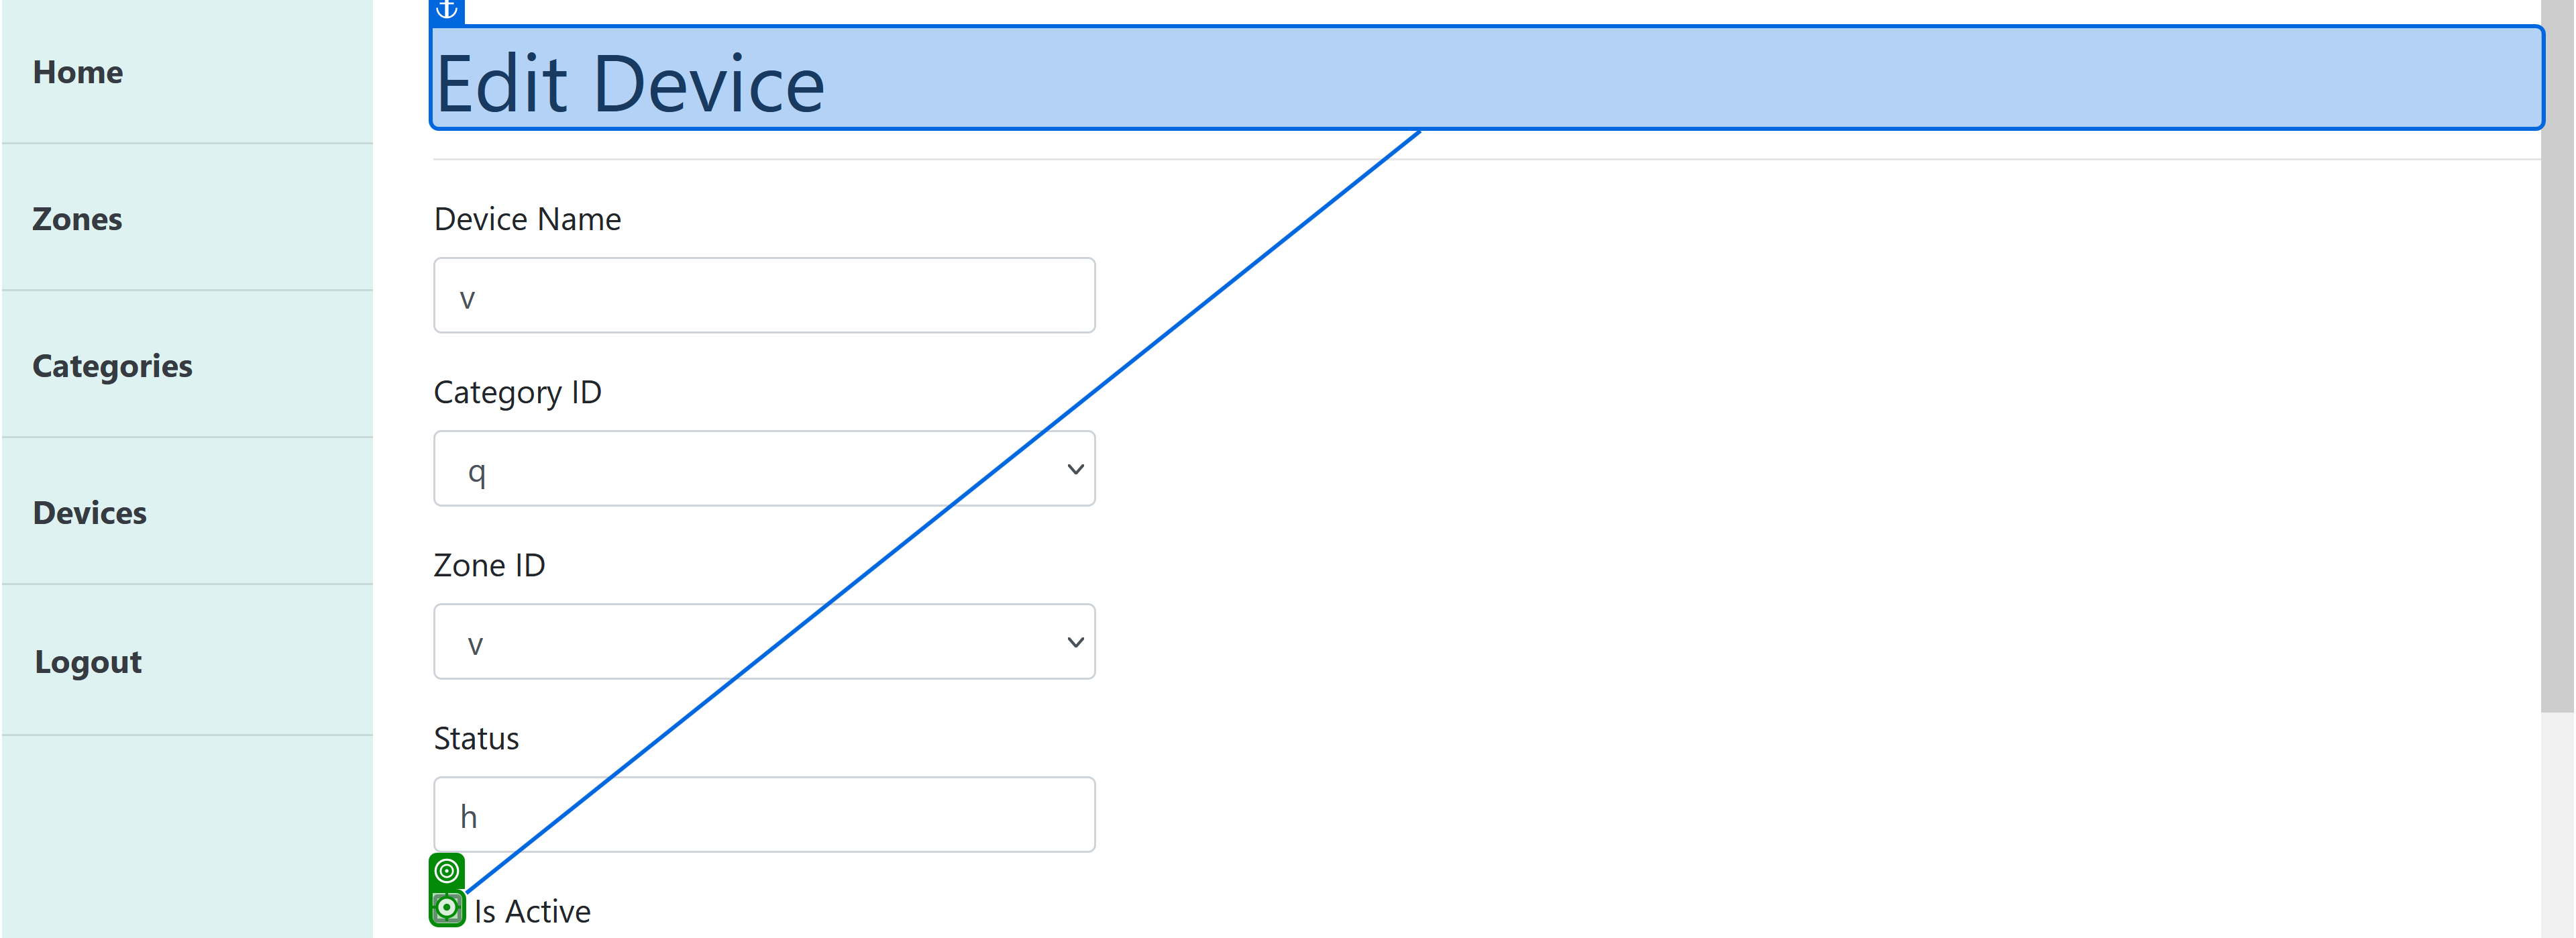 Home
Zones
Categories
Devices
Logout
Edit Device
Device Name
v
Category ID
q
Zone ID
v
Status
h
Is Active